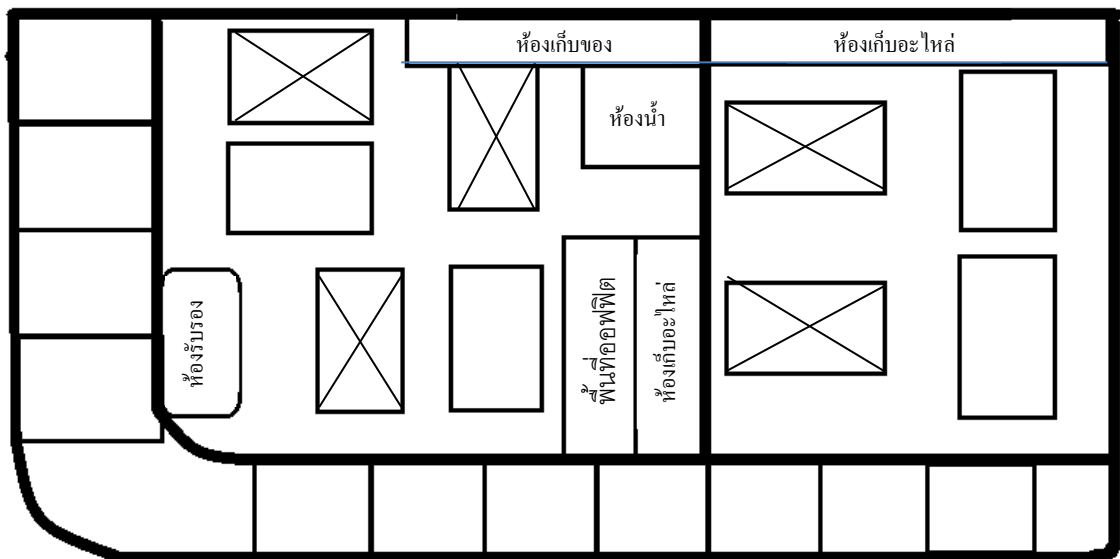 ห้องเก็บของ
ห้องเก็บอะไหล่
ห้องน้ำ
ห้องรับรอง
พื้นที่ออฟฟิต
ห้องเก็บอะไหล่